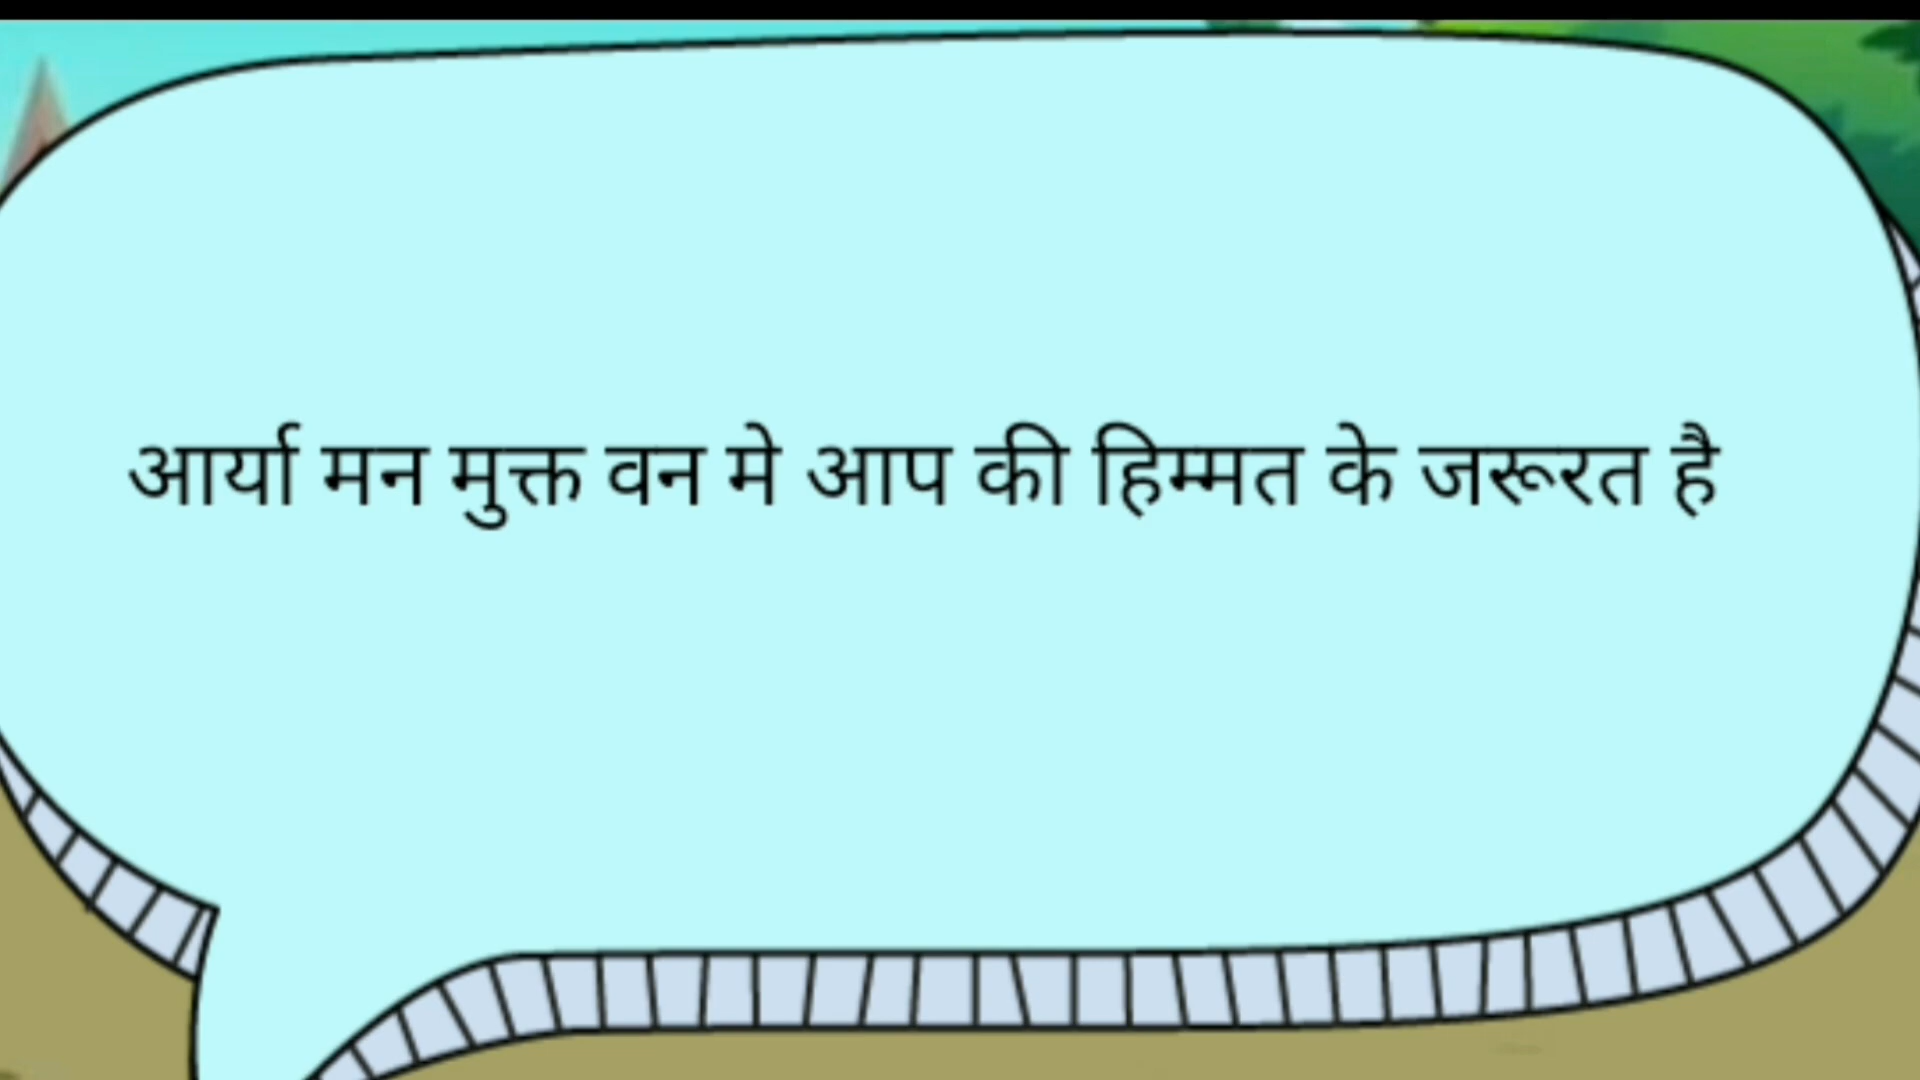 आर्या मन मुक्त वन मे आप की हिम्मत के जरूरत है